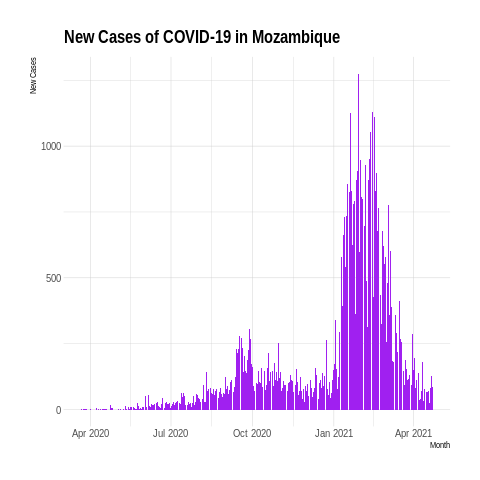 New Cases of COVID-19 in Mozambique
New Cases
1000
500
0
Apr 2020 Jul 2020 Oct 2020 Jan 2021 Apr 2021
Month